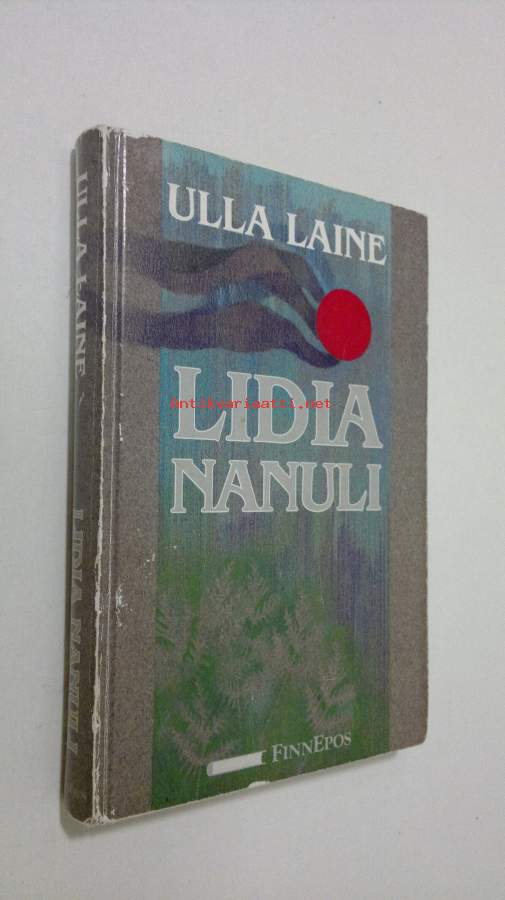 ULLA LAINE
LIDIA
antikvariaatti.net
NANULI
FINNEPOS
ULLA LAINE
LIDIA NANULI